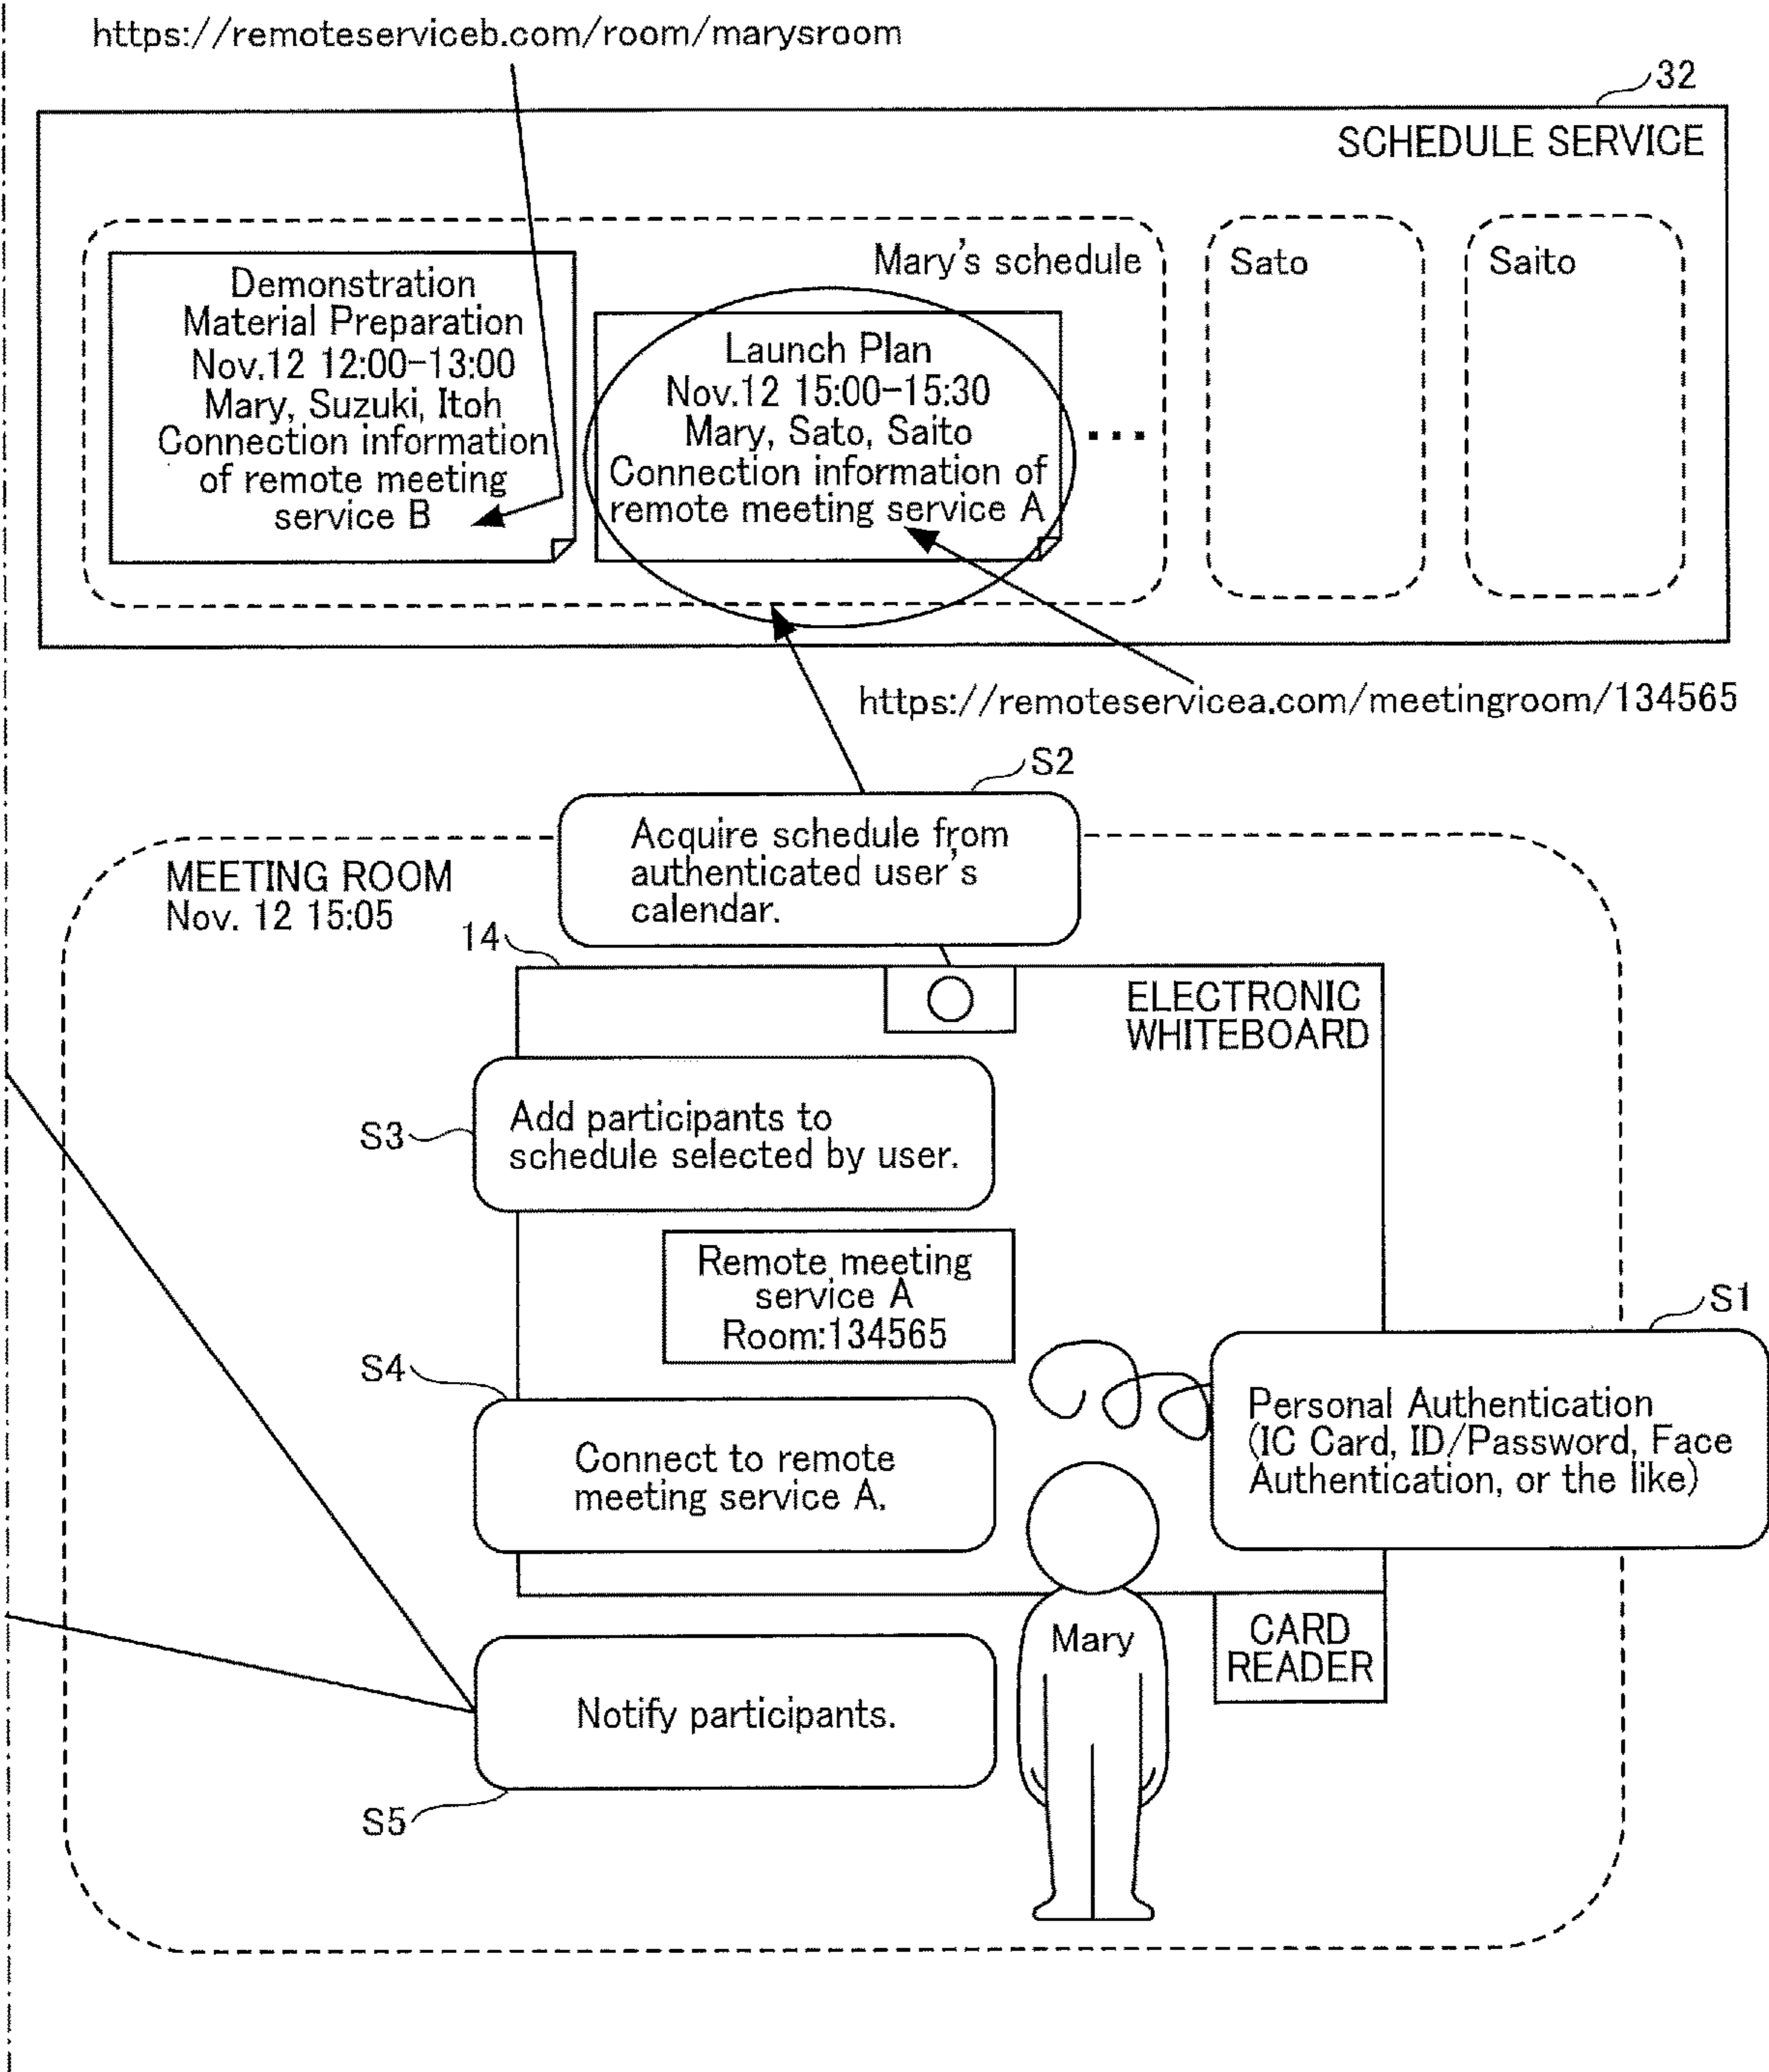 https://remoteserviceb.com/room/marysroom
32
SCHEDULE SERVICE
Mary's schedule
Demonstration
Material Preparation
Nov.12 12:00-13:00
Mary, Suzuki, Itoh
Connection information
of remote meeting
service B
Launch Plan
Nov.12 15:00-15:30
Mary, Sato, Saito
Connection information of
remote meeting service A
...
Sato
Saito
https://remoteservicea.com/meetingroom/134565
S2
Acquire schedule from
authenticated user's
calendar.
MEETING ROOM
Nov. 12 15:05
14
ELECTRONIC
WHITEBOARD
S3
Add participants to
schedule selected by user.
Remote meeting
service A
Room:134565
S1
Personal Authentication
(IC Card, ID/Password, Face
Authentication, or the like)
S4
Connect to remote
meeting service A.
Mary
CARD
READER
Notify participants.
S5